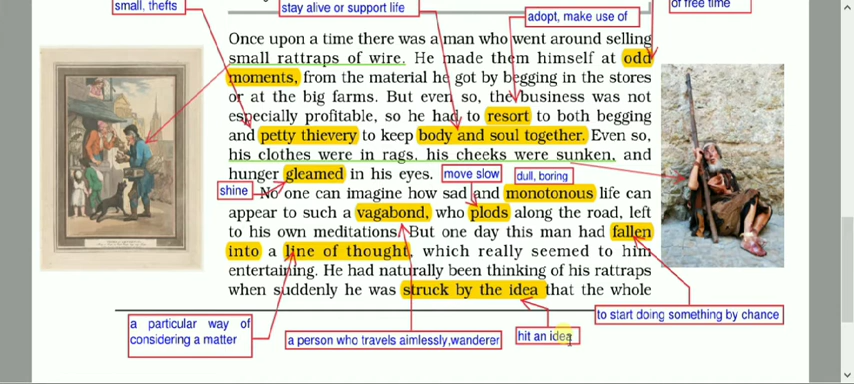 small, thefts
stay alive or support life
adopt, make use of
of free time
Once upon a time there was a man who went around selling
small rattraps of wire. He made them himself at odd
moments, from the material he got by begging in the stores
or at the big farms. But even so, the business was not
especially profitable, so he had to resort to both begging
and petty thievery to keep body and soul together. Even so,
his clothes were in rags, his cheeks were sunken, and
hunger gleamed in his eyes.
move slow
dull, boring
shine
No one can imagine how sad and monotonous life can
appear to such a vagabond, who plods along the road, left
to his own meditations. But one day this man had fallen
into a line of thought, which really seemed to him
entertaining. He had naturally been thinking of his rattraps
when suddenly he was struck by the idea that the whole
to start doing something by chance
a particular way of
considering a matter
a person who travels aimlessly,wanderer
hit an idea